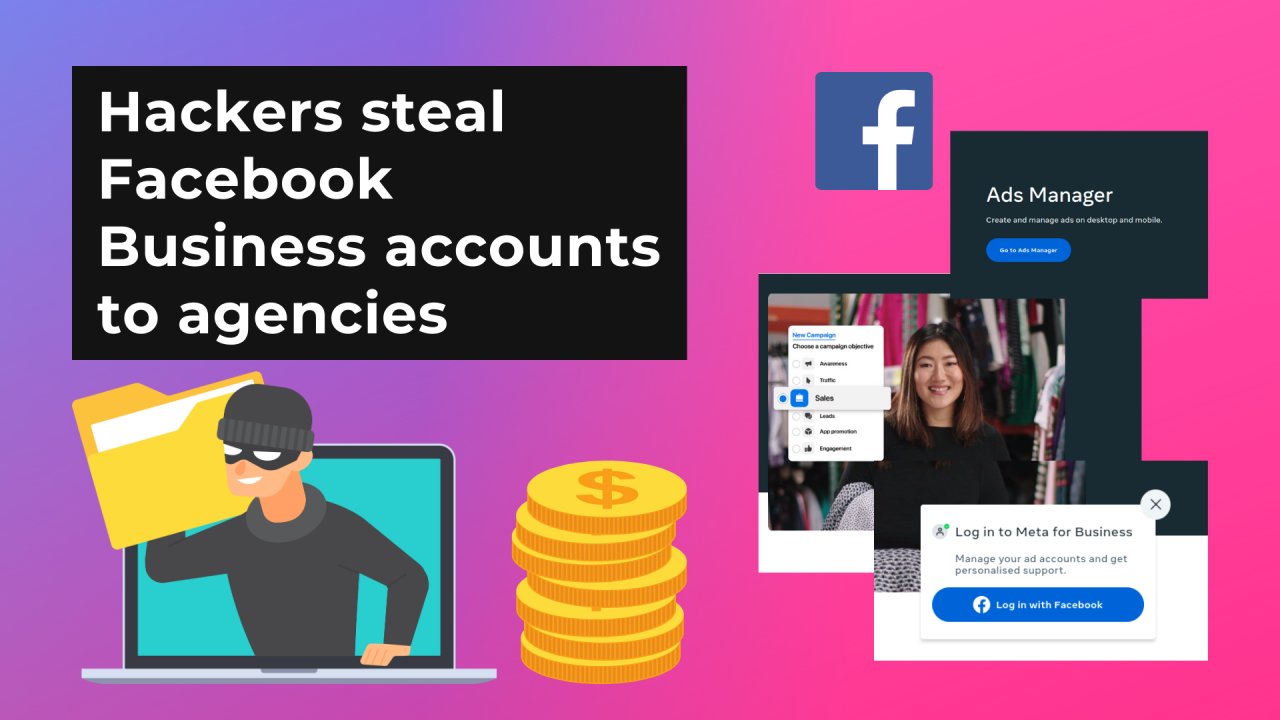 Hackers steal
Facebook
Business accounts
to agencies
f
Ads Manager
Create and manage ads on desktop and mobile.
Go to Ads Manager
New Campaign
Choose a campaign objective
Awareness
Traffic
Sales
Leads
App promotion
Engagement
$
Log in to Meta for Business
Manage your ad accounts and get
personalised support.
Log in with Facebook